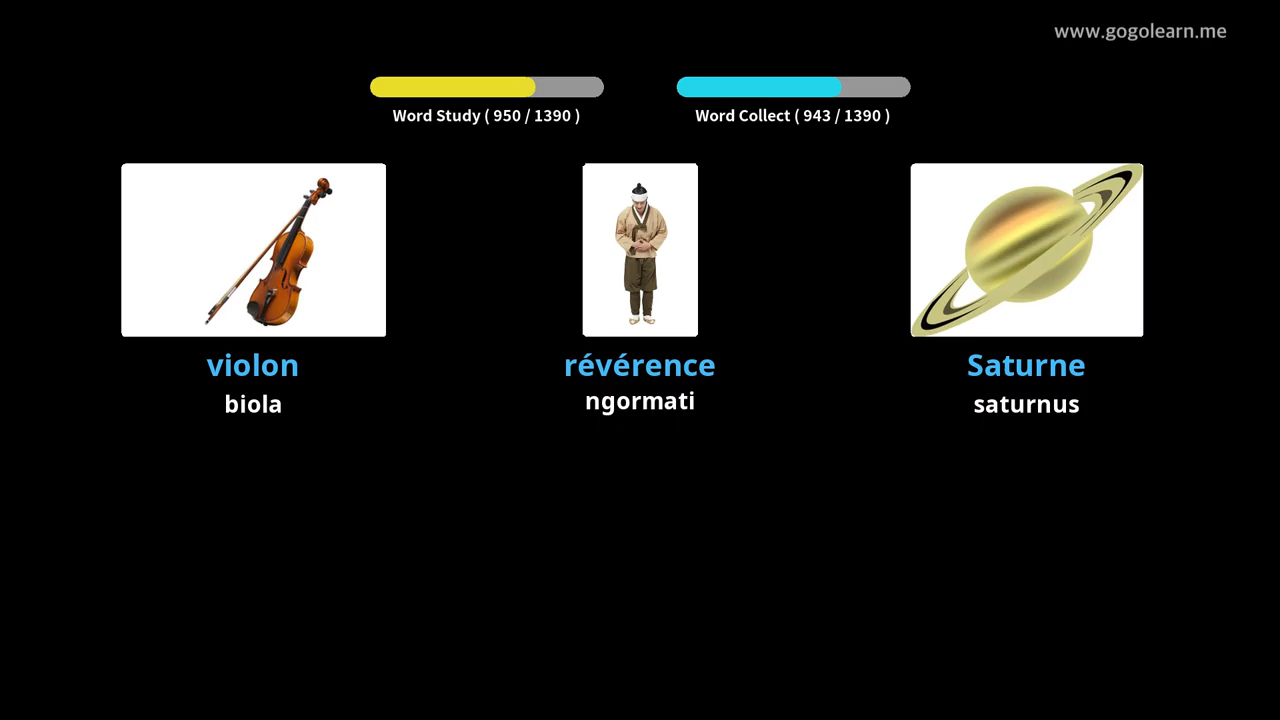 www.gogolearn.me
Word Study ( 950 / 1390 )
Word Collect ( 943 / 1390 )
violon
biola
révérence
ngormati
Saturne
saturnus